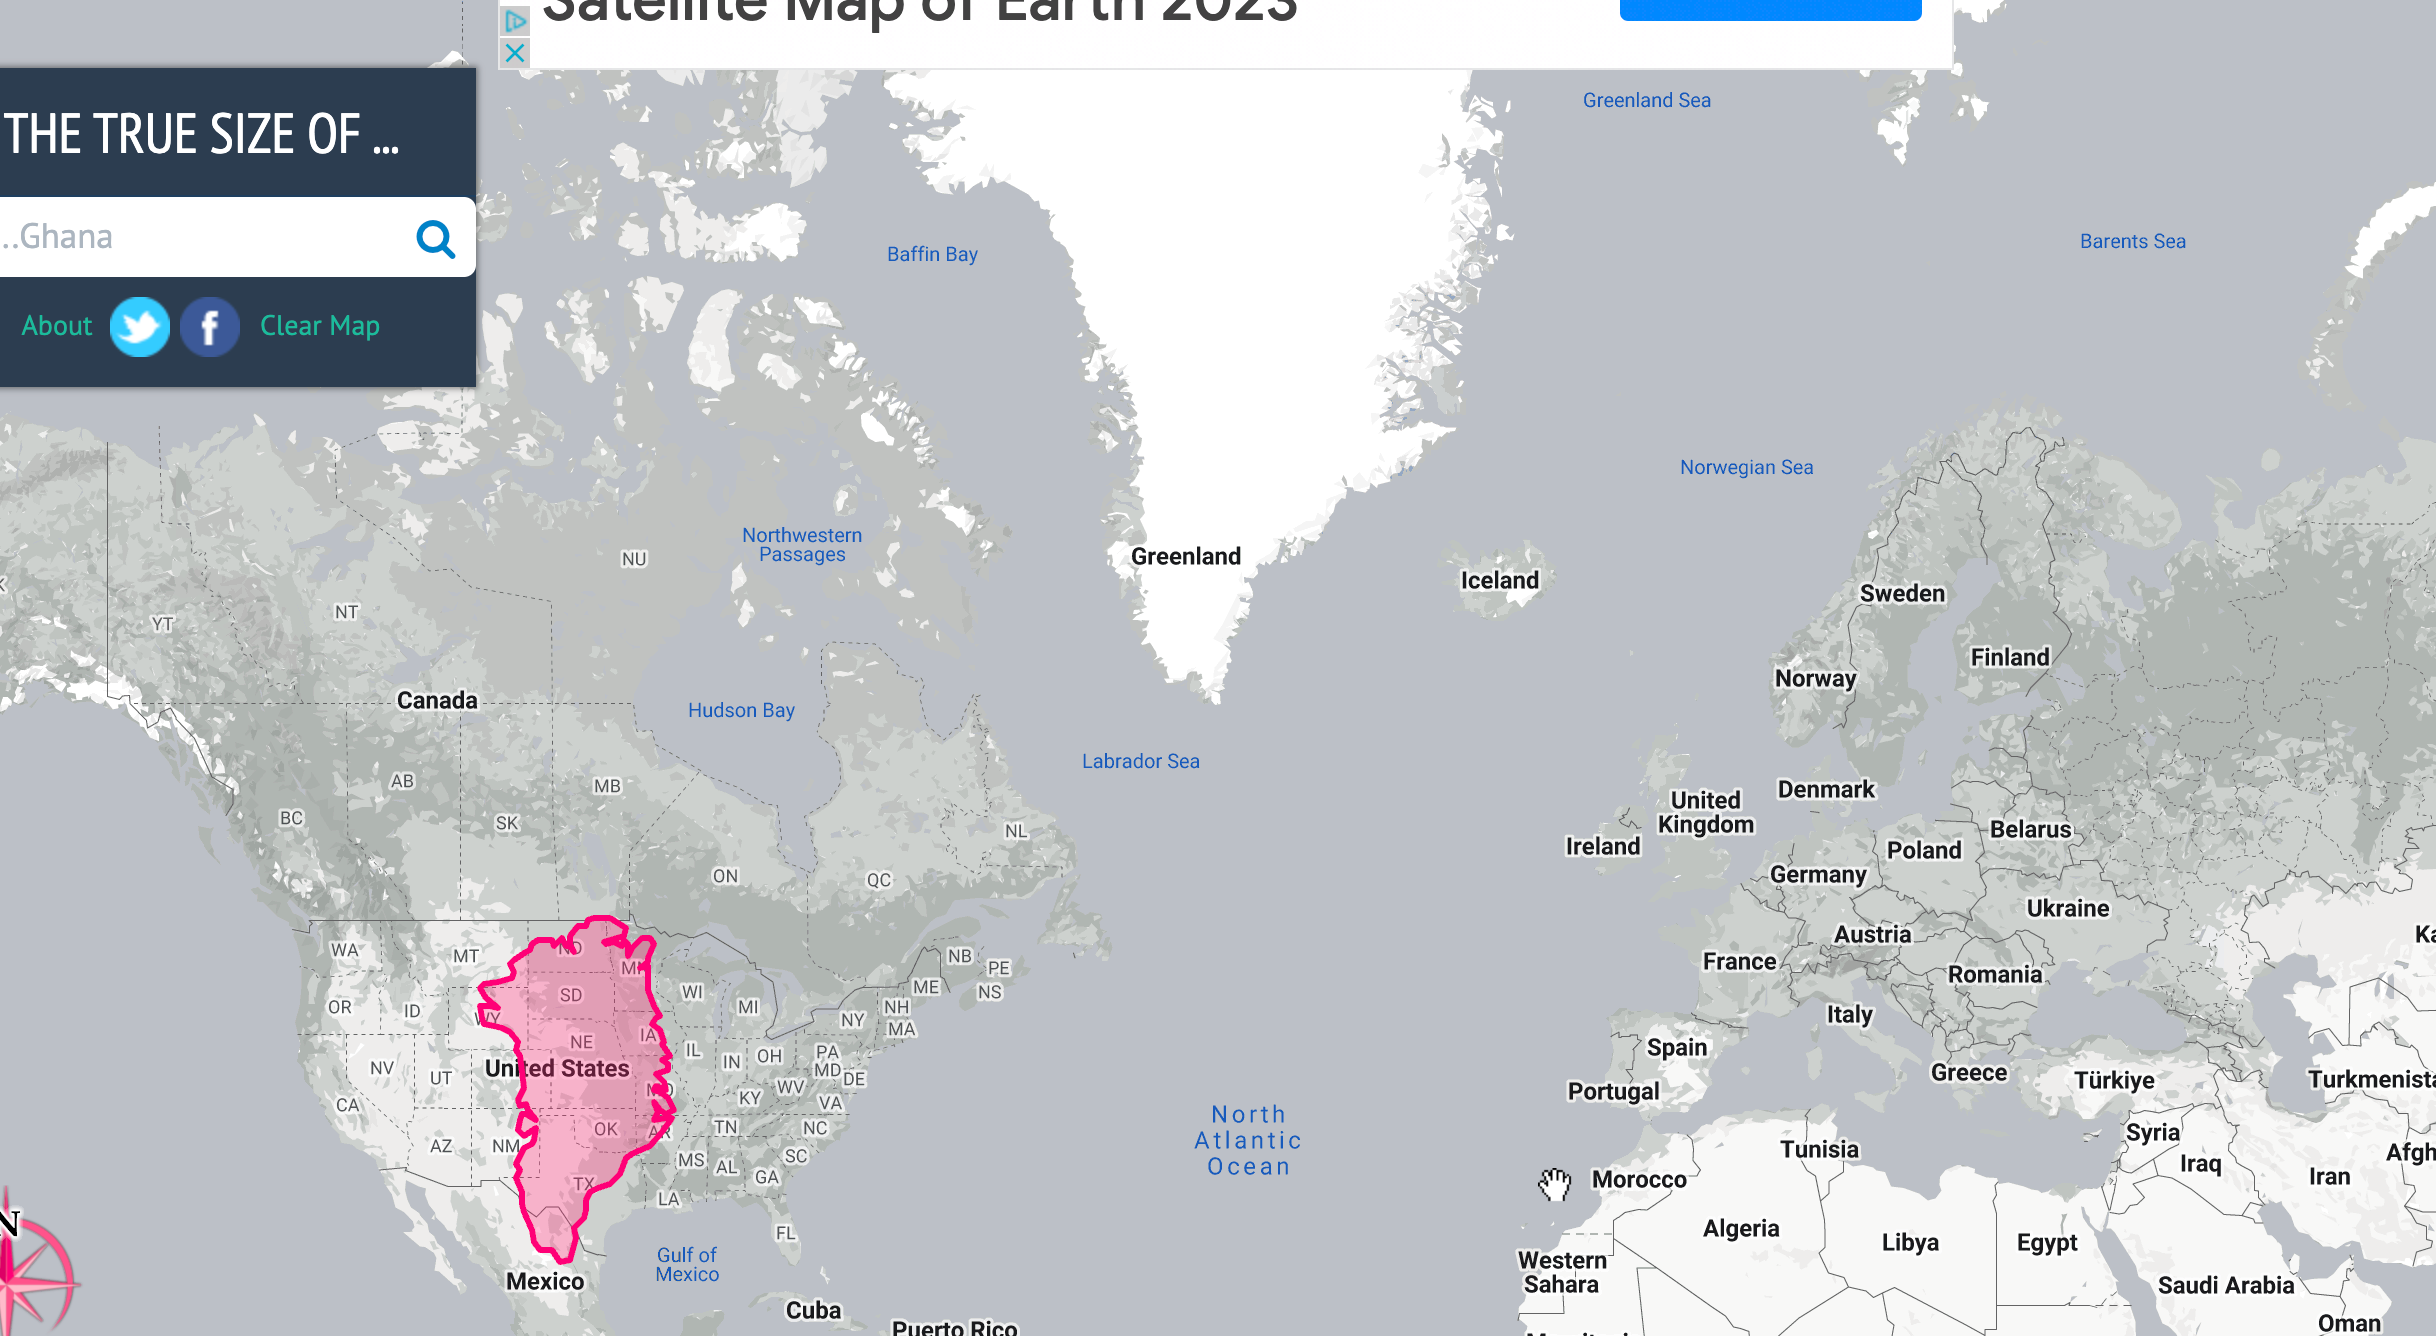 Satellite Map of Earth 2023
THE TRUE SIZE OF ...
...Ghana
About
f
Clear Map
Greenland Sea
Baffin Bay
Barents Sea
Norwegian Sea
Northwestern
Passages
NU
Greenland
Iceland
Sweden
NT
YT
Finland
Norway
Canada
Hudson Bay
Labrador Sea
AB
MB
Denmark
United
Kingdom
BC
SK
NL
Belarus
Ireland
Poland
ON
QC
Germany
Ukraine
WA
ND
Austria
MT
NB
France
MN
PE
Romania
SD
WI
ME
NS
OR
ID
MI
NH
WY
NY
MA
Italy
IA
NE
IL
IN
OH
PA
Spain
NV
United States
MD
UT
DE
Greece
Türkiye
Turkmenista
MO
WV
KY
VA
Portugal
CA
North
Atlantic
Ocean
OK
AR
TN
NC
Syria
AZ
NM
Tunisia
Afgh
SC
MS
AL
Iraq
GA
Iran
TX
Morocco
LA
N
FL
Algeria
Libya
Egypt
Gulf of
Mexico
Western
Sahara
Mexico
Saudi Arabia
Cuba
Oman
Puerto Rico